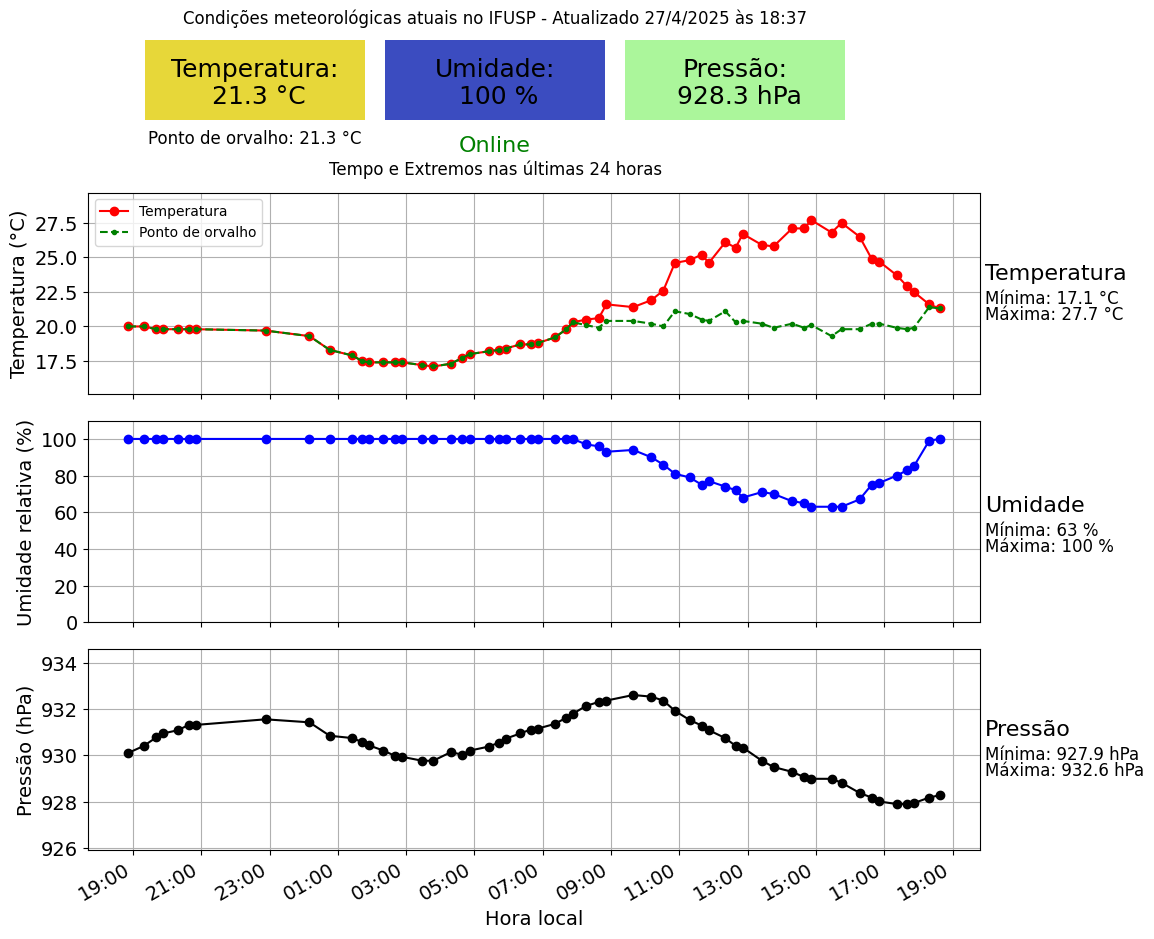 Condições meteorológicas atuais no IFUSP - Atualizado 27/4/2025 às 18:37
Temperatura:
21.3 °C
Umidade:
100 %
Pressão:
928.3 hPa
Ponto de orvalho: 21.3 °C
Online
Tempo e Extremos nas últimas 24 horas
Temperatura (°C)
27.5
25.0
22.5
20.0
17.5
Temperatura
Ponto de orvalho
Temperatura
Mínima: 17.1 °C
Máxima: 27.7 °C
Umidade relativa (%)
100
80
60
40
20
0
Umidade
Mínima: 63 %
Máxima: 100 %
Pressão (hPa)
934
932
930
928
926
Pressão
Mínima: 927.9 hPa
Máxima: 932.6 hPa
19:00
21:00
23:00
01:00
03:00
05:00
07:00
09:00
11:00
13:00
15:00
17:00
19:00
Hora local